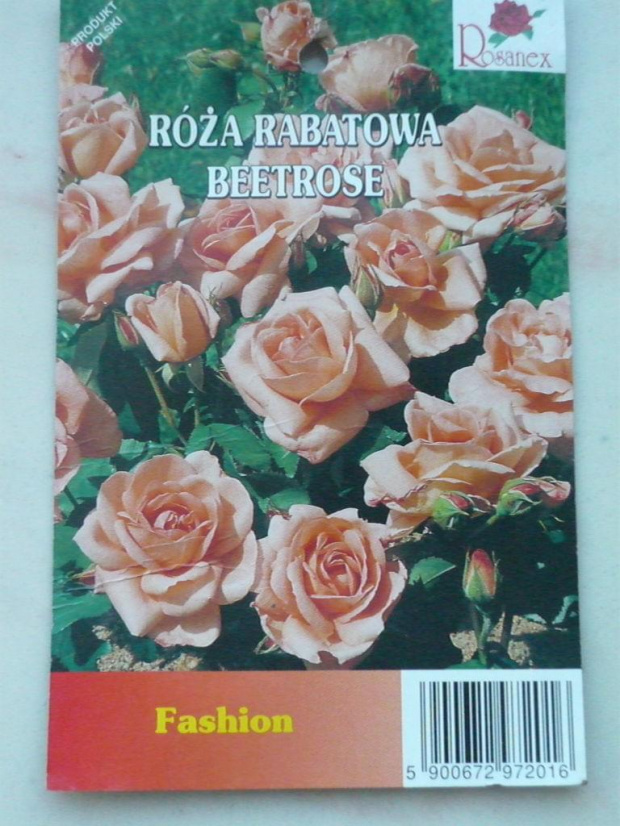 PRODUKT
POLSKI
Rosanex
RÓŻA RABATOWA
BEETROSE
Fashion
5 900672 972016